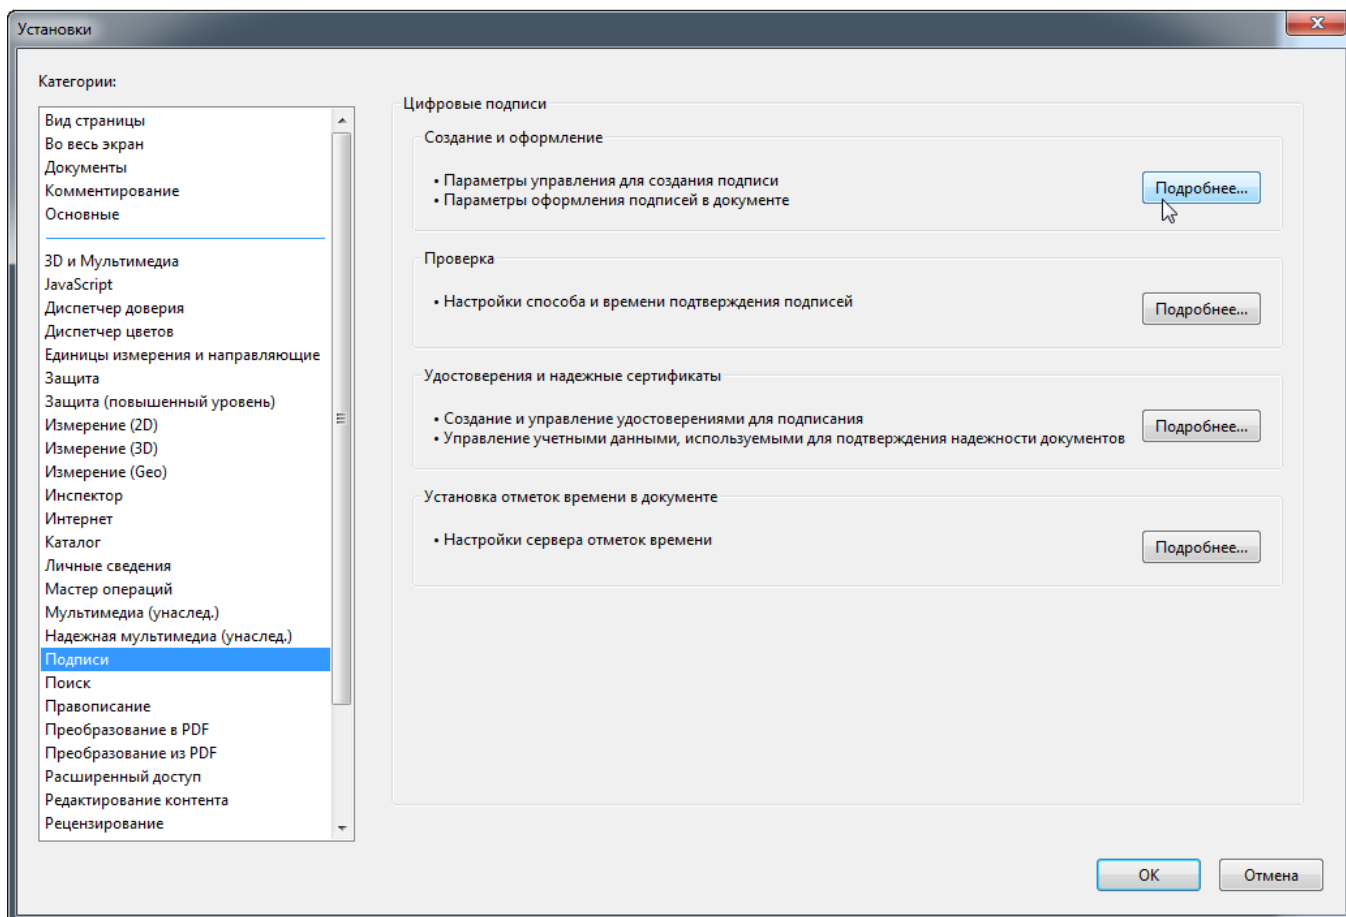 Установки
Категории:
Вид страницы
Во весь экран
Документы
Комментирование
Основные
3D и Мультимедиа
JavaScript
Диспетчер доверия
Диспетчер цветов
Единицы измерения и направляющие
Защита
Защита (повышенный уровень)
Измерение (2D)
Измерение (3D)
Измерение (Geo)
Инспектор
Интернет
Каталог
Личные сведения
Мастер операций
Мультимедиа (унаслед.)
Надежная мультимедиа (унаслед.)
Подписи
Поиск
Правописание
Преобразование в PDF
Преобразование из PDF
Расширенный доступ
Редактирование контента
Рецензирование
Цифровые подписи
Создание и оформление
• Параметры управления для создания подписи
• Параметры оформления подписей в документе
Подробнее...
Проверка
• Настройки способа и времени подтверждения подписей
Подробнее...
Удостоверения и надежные сертификаты
• Создание и управление удостоверениями для подписания
• Управление учетными данными, используемыми для подтверждения надежности документов
Подробнее...
Установка отметок времени в документе
• Настройки сервера отметок времени
Подробнее...
OK
Отмена